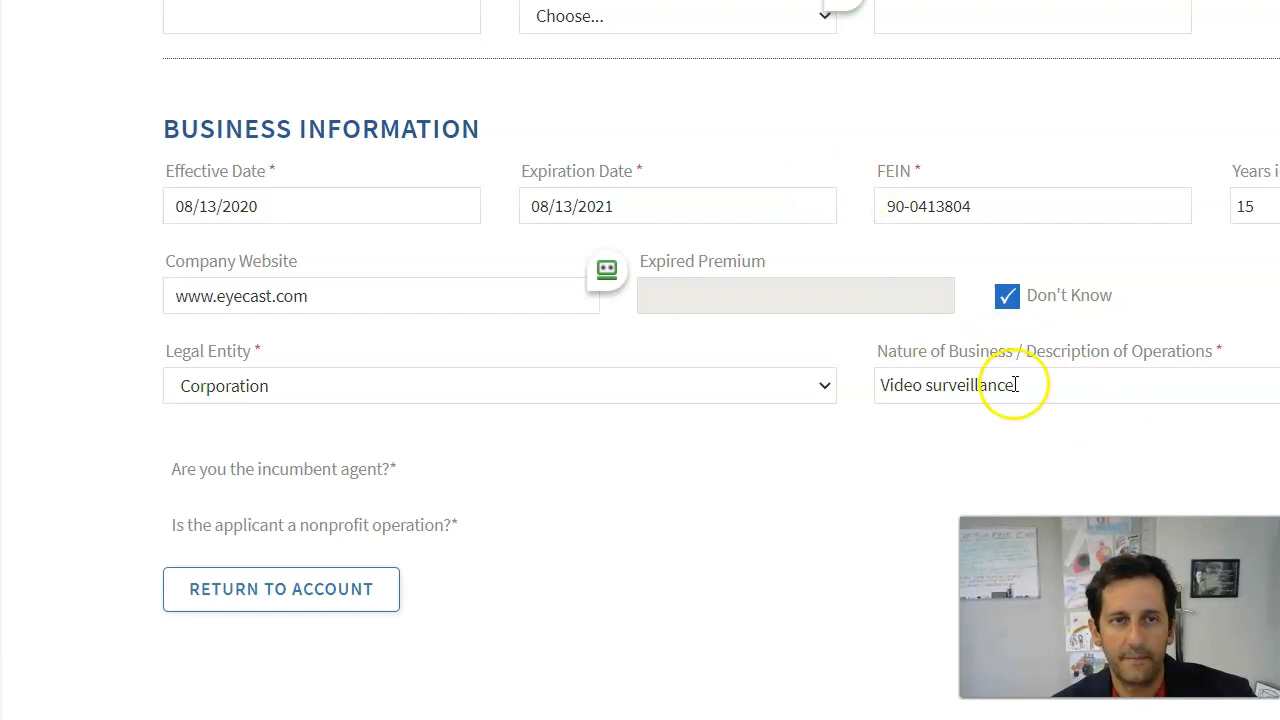 Choose...
BUSINESS INFORMATION
Effective Date * Expiration Date * FEIN * Years i
08/13/2020 08/13/2021 90-0413804 15
Company Website Expired Premium
www.eyecast.com Don't Know
Legal Entity * Nature of Business / Description of Operations *
Corporation Video surveillance
Are you the incumbent agent?*
Is the applicant a nonprofit operation?*
RETURN TO ACCOUNT